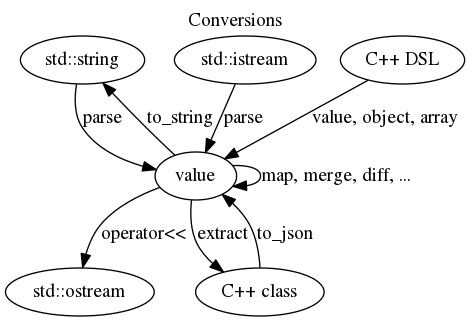 Conversions
std::string
std::istream
C++ DSL
parse
to_string
parse
value, object, array
value
map, merge, diff, ...
operator<<
extract
to_json
std::ostream
C++ class